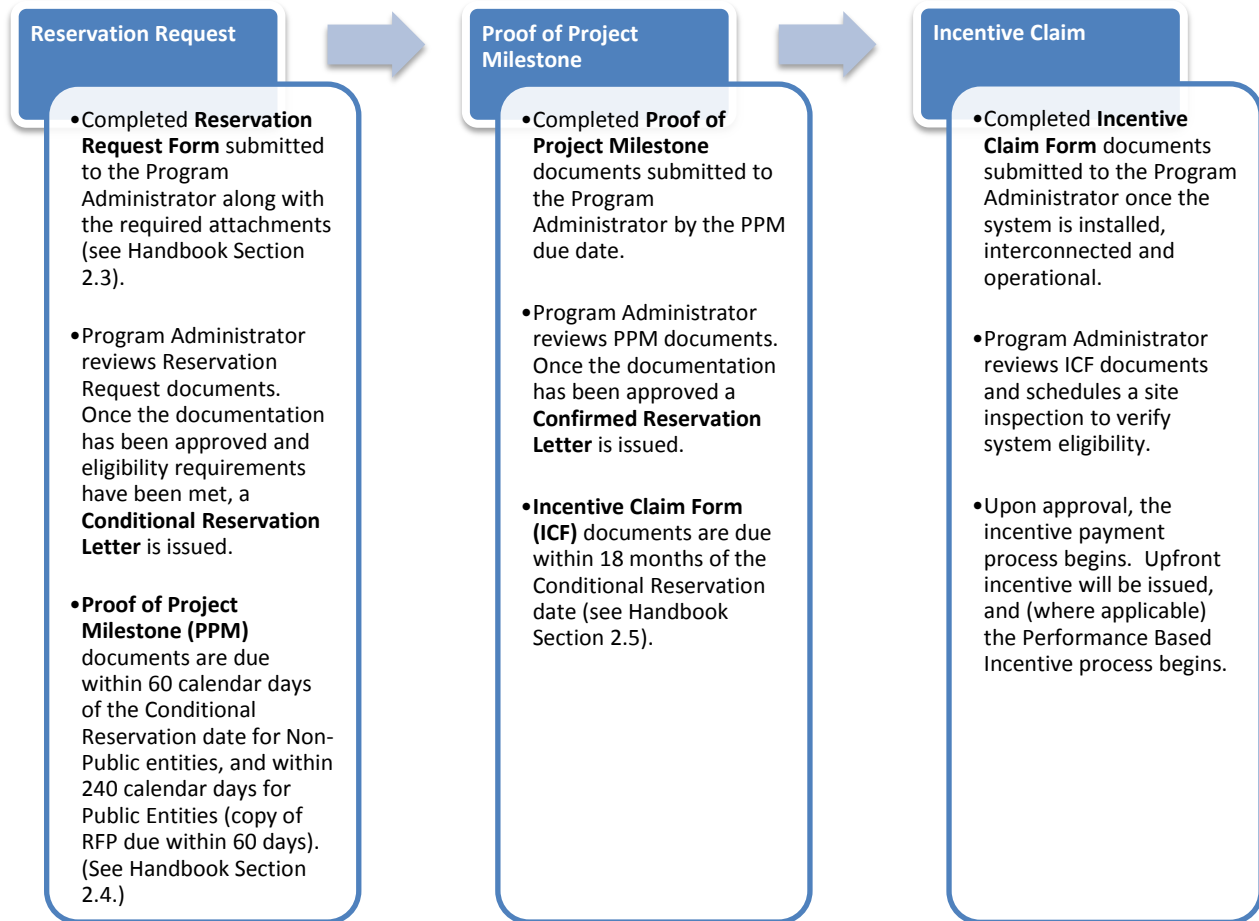 Reservation Request
•Completed Reservation
Request Form submitted
to the Program
Administrator along with
the required attachments
(see Handbook Section
2.3).
•Program Administrator
reviews Reservation
Request documents.
Once the documentation
has been approved and
eligibility requirements
have been met, a
Conditional Reservation
Letter is issued.
•Proof of Project
Milestone (PPM)
documents are due
within 60 calendar days
of the Conditional
Reservation date for Non-
Public entities, and within
240 calendar days for
Public Entities (copy of
RFP due within 60 days).
(See Handbook Section
2.4.)
Proof of Project
Milestone
•Completed Proof of
Project Milestone
documents submitted to
the Program
Administrator by the PPM
due date.
•Program Administrator
reviews PPM documents.
Once the documentation
has been approved a
Confirmed Reservation
Letter is issued.
•Incentive Claim Form
(ICF) documents are due
within 18 months of the
Conditional Reservation
date (see Handbook
Section 2.5).
Incentive Claim
•Completed Incentive
Claim Form documents
submitted to the Program
Administrator once the
system is installed,
interconnected and
operational.
•Program Administrator
reviews ICF documents
and schedules a site
inspection to verify
system eligibility.
•Upon approval, the
incentive payment
process begins.  Upfront
incentive will be issued,
and (where applicable)
the Performance Based
Incentive process begins.